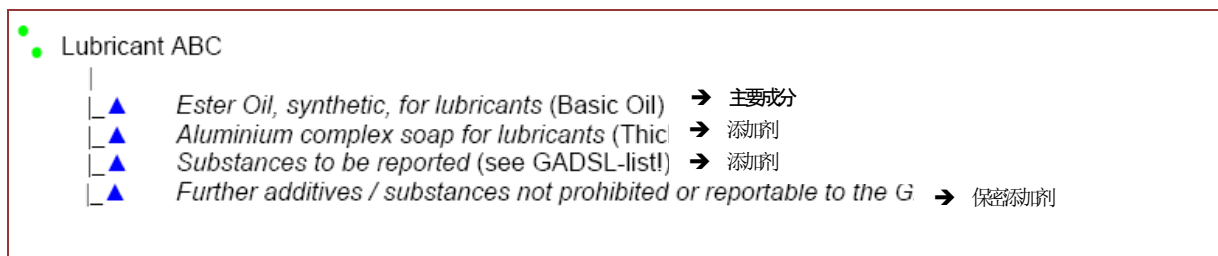 Lubricant ABC
Ester Oil, synthetic, for lubricants (Basic Oil) ➔ 主要成分
Aluminium complex soap for lubricants (Thic ➔ 添加剂
Substances to be reported (see GADSL-list!) ➔ 添加剂
Further additives / substances not prohibited or reportable to the G ➔ 保密添加剂